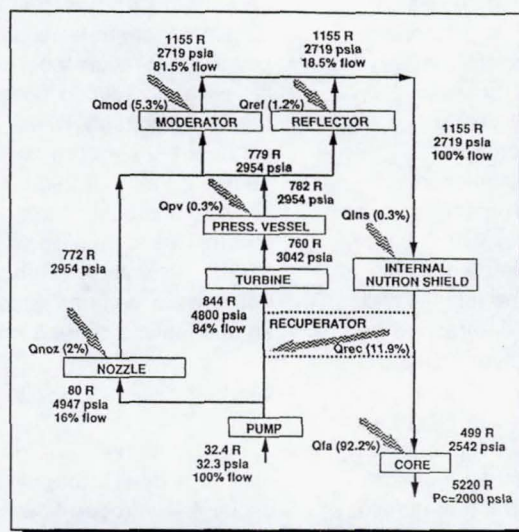 1155 R
2719 psia
81.5% flow
1155 R
2719 psia
18.5% flow
Qmod (5.3%)
Qref (1.2%)
MODERATOR
REFLECTOR
1155 R
2719 psia
100% flow
779 R
2954 psia
782 R
2954 psia
Qpv (0.3%)
PRESS. VESSEL
Qins (0.3%)
772 R
2954 psia
760 R
3042 psia
TURBINE
INTERNAL
NUTRON SHIELD
844 R
4800 psia
84% flow
RECUPERATOR
Qrec (11.9%)
Qnoz (2%)
NOZZLE
80 R
4947 psia
16% flow
PUMP
32.4 R
32.3 psia
100% flow
Qfa (92.2%)
499 R
2542 psia
CORE
5220 R
Pc=2000 psia